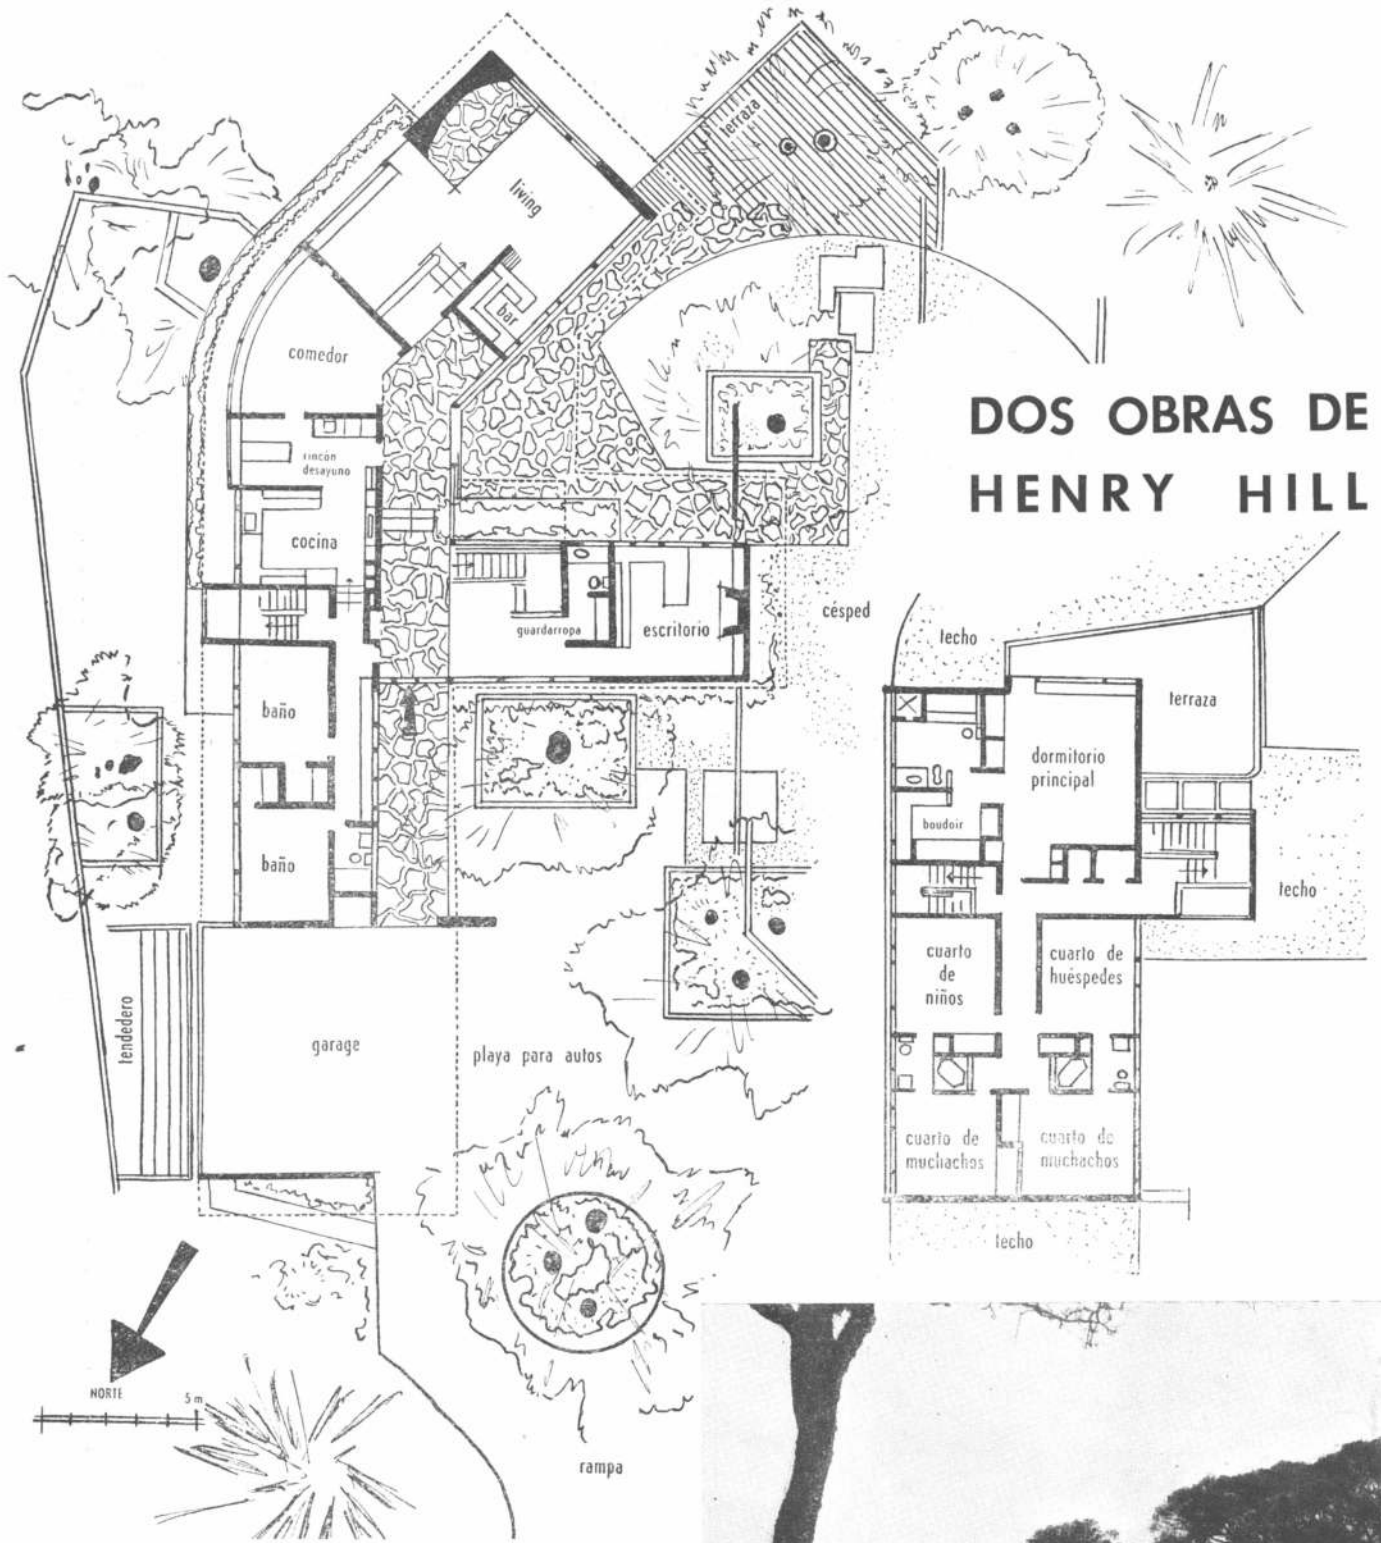 DOS OBRAS DE
HENRY HILL
terraza
living
bar
comedor
rincón
desayuno
cocina
guardarropa
escritorio
césped
baño
baño
tendedero
garage
playa para autos
NORTE
5 m
rampa
techo
terraza
dormitorio
principal
boudoir
techo
cuarto
de
niños
cuarto de
huéspedes
cuarto de
muchachos
cuarto de
muchachos
techo